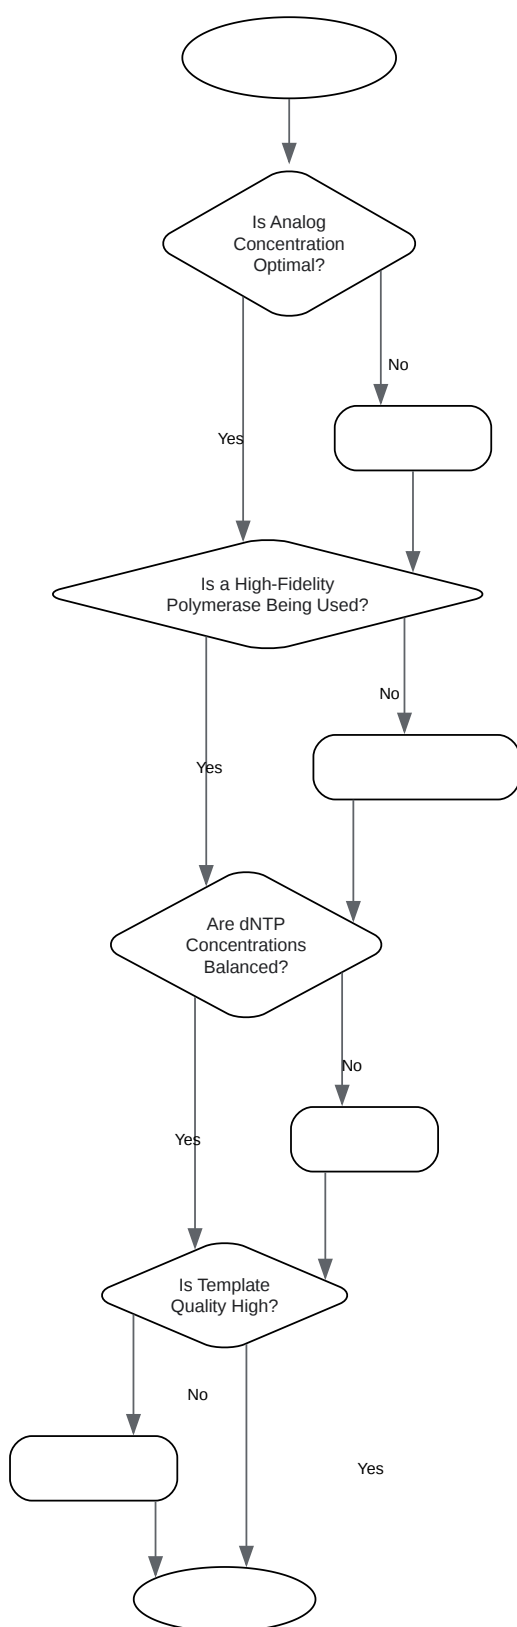 Is Analog
Concentration
Optimal?
No
Yes
Is a High-Fidelity
Polymerase Being Used?
No
Yes
Are dNTP
Concentrations
Balanced?
No
Yes
Is Template
Quality High?
No
Yes